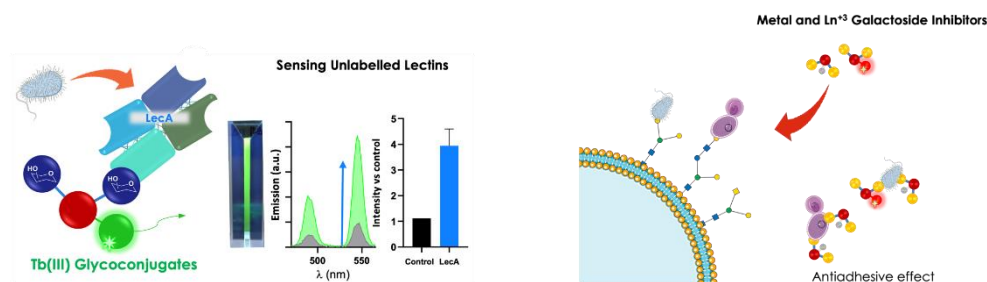 Metal and Ln⁺³ Galactoside Inhibitors
Sensing Unlabelled Lectins
LecA
HO
O
HO
O
Tb(III) Glycoconjugates
Emission (a.u.)
500
550
λ (nm)
Intensity vs control
5
4
3
2
1
0
Control
LecA
Antiadhesive effect